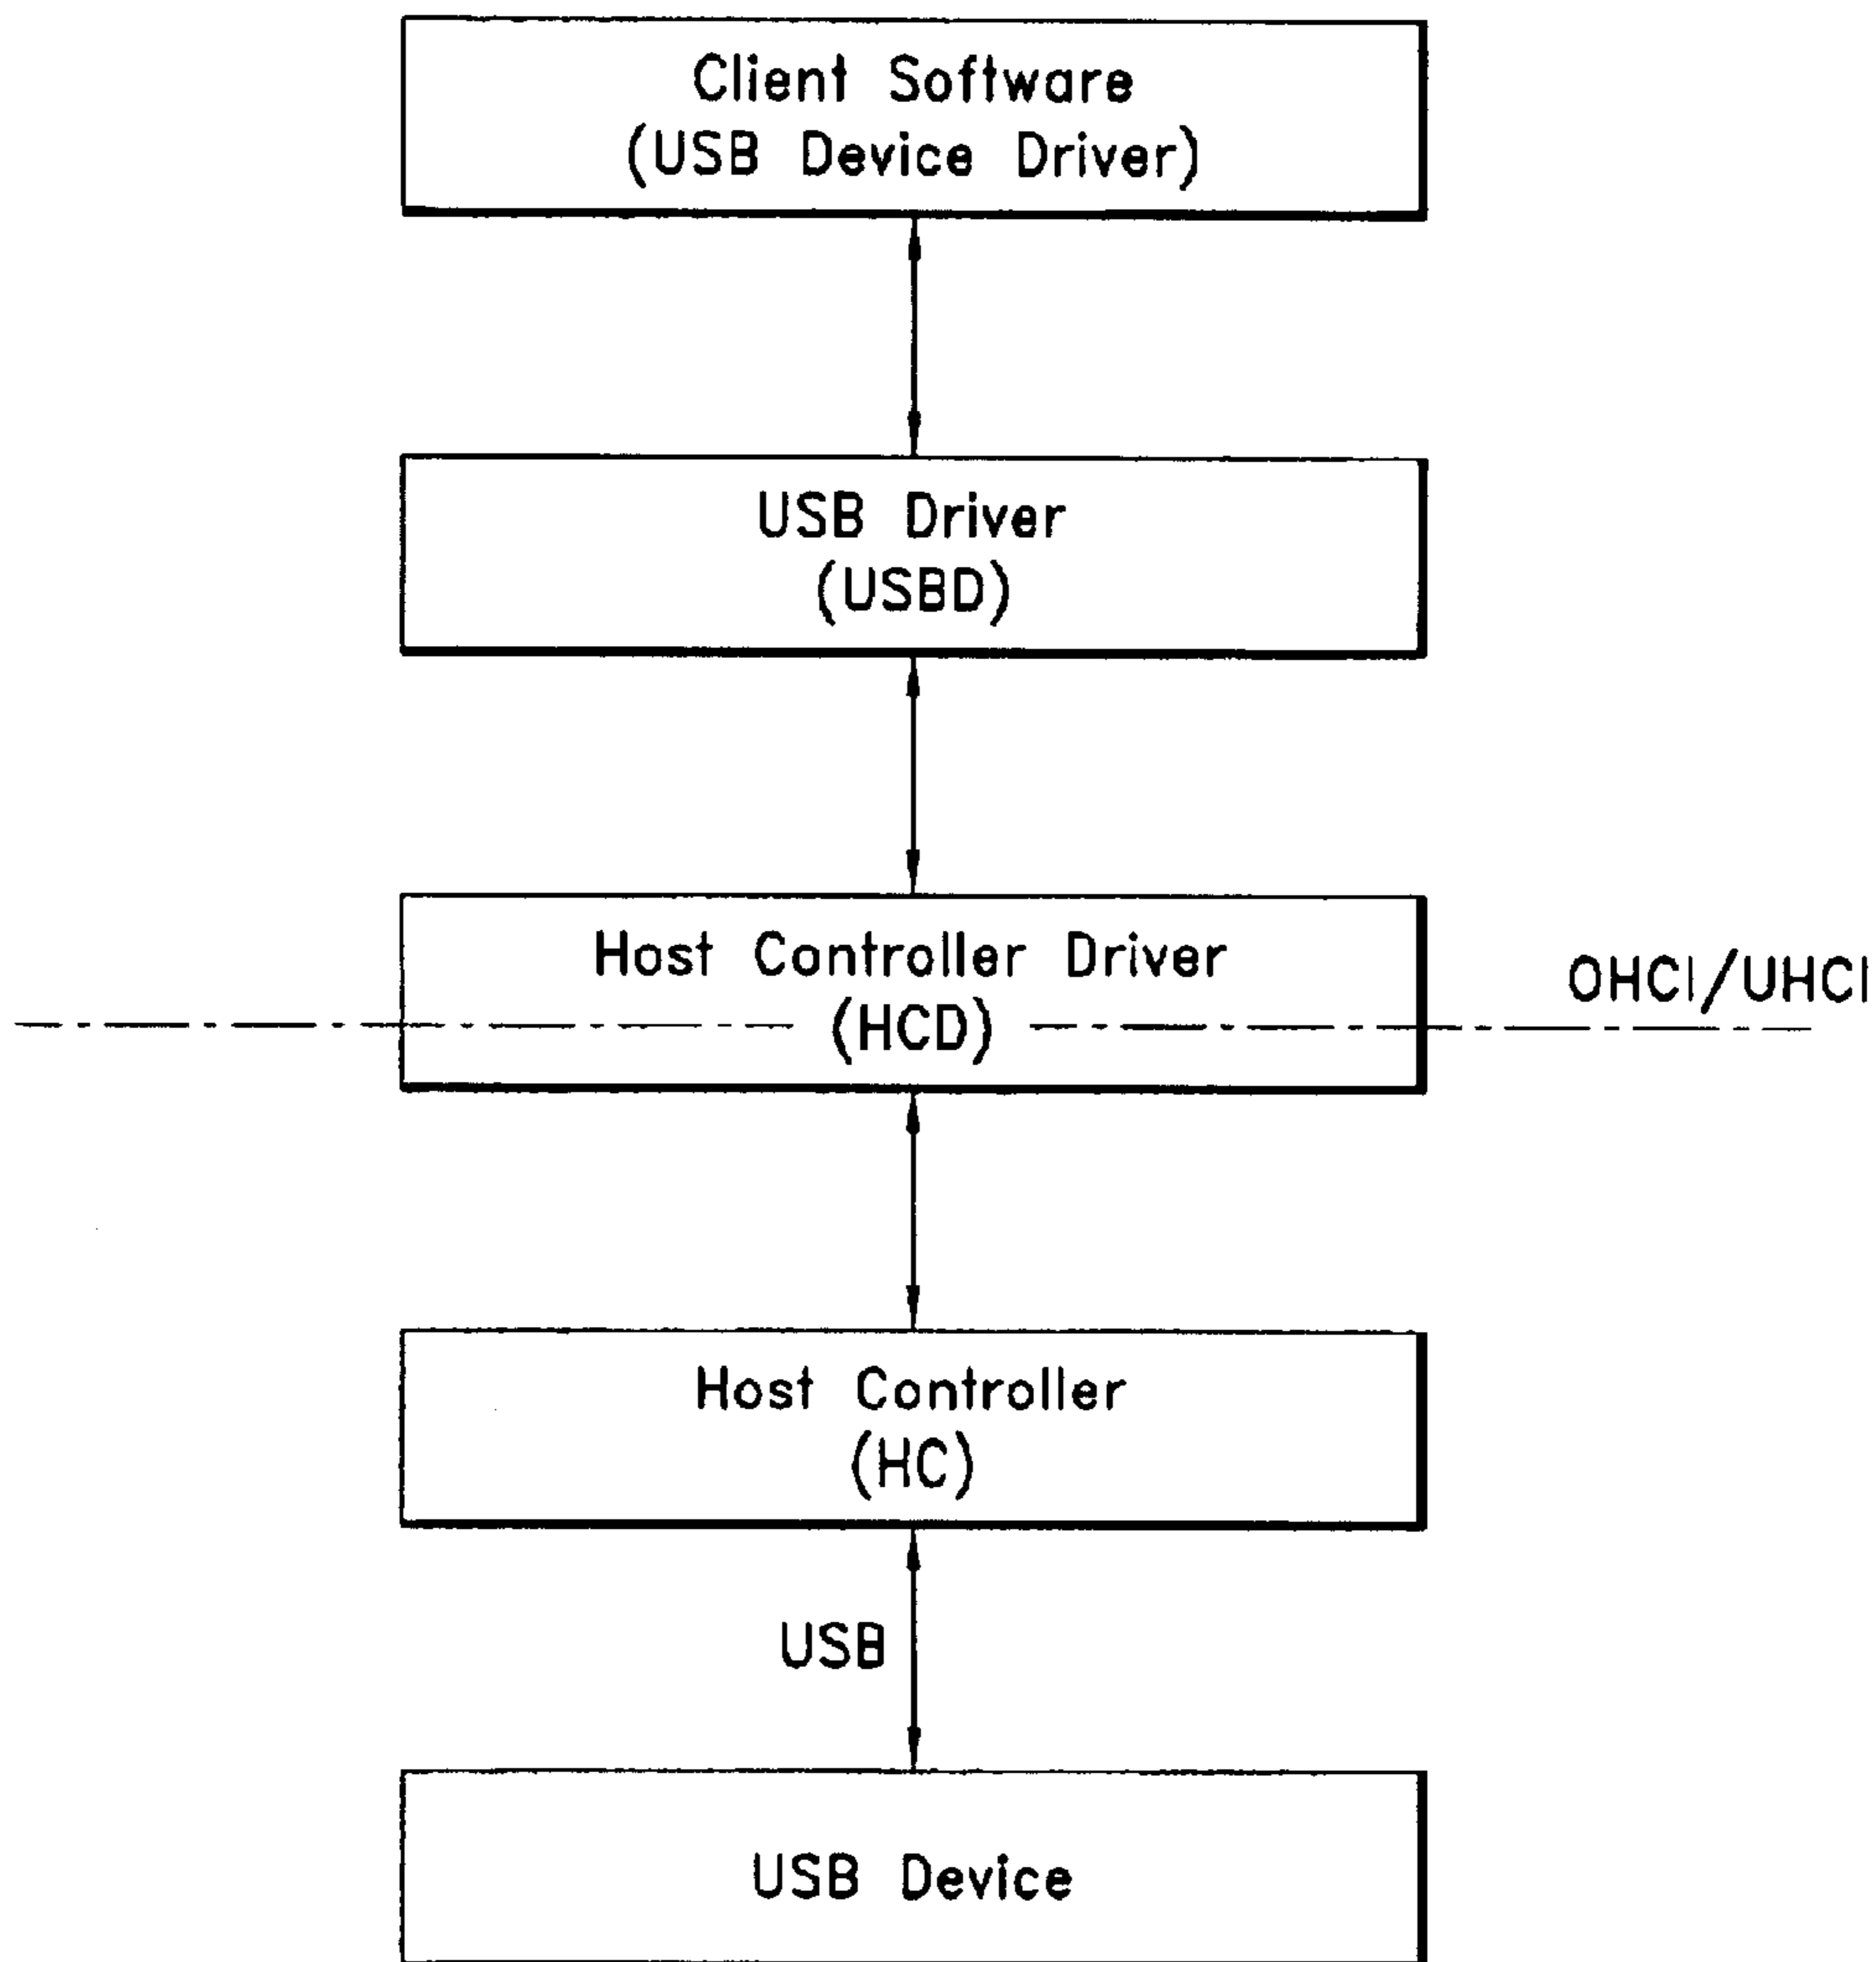 Client Software
(USB Device Driver)
USB Driver
(USBD)
Host Controller Driver
OHCI/UHCI
(HCD)
Host Controller
(HC)
USB
USB Device